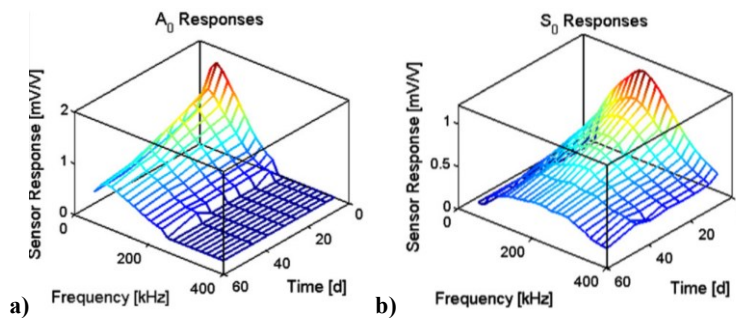 A₀ Responses
Sensor Response [mV/V]
2
1
0
0
200
400
Frequency [kHz]
60
40
20
0
Time [d]
a)
S₀ Responses
Sensor Response [mV/V]
1
0.5
0
0
200
400
Frequency [kHz]
60
40
20
Time [d]
b)